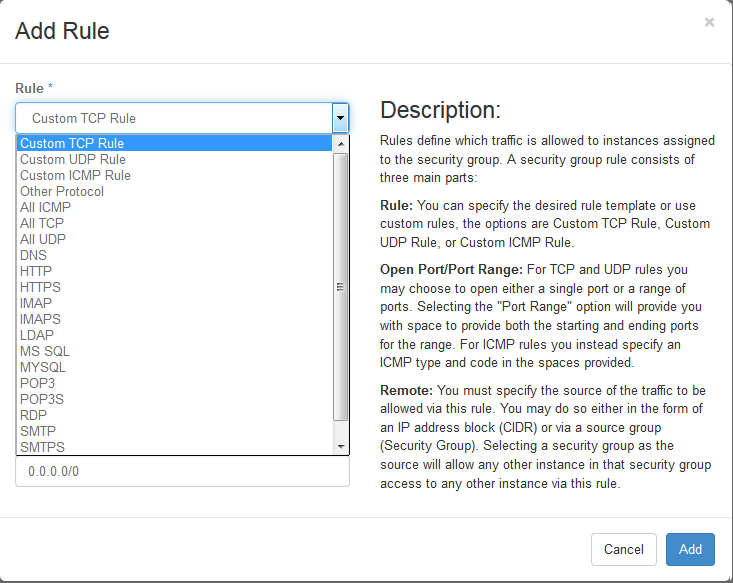 Add Rule
×
Rule *
Custom TCP Rule
Custom TCP Rule
Custom UDP Rule
Custom ICMP Rule
Other Protocol
All ICMP
All TCP
All UDP
DNS
HTTP
HTTPS
IMAP
IMAPS
LDAP
MS SQL
MYSQL
POP3
POP3S
RDP
SMTP
SMTPS
0.0.0.0/0
Description:
Rules define which traffic is allowed to instances assigned
to the security group. A security group rule consists of
three main parts:
Rule: You can specify the desired rule template or use
custom rules, the options are Custom TCP Rule, Custom
UDP Rule, or Custom ICMP Rule.
Open Port/Port Range: For TCP and UDP rules you
may choose to open either a single port or a range of
ports. Selecting the "Port Range" option will provide you
with space to provide both the starting and ending ports
for the range. For ICMP rules you instead specify an
ICMP type and code in the spaces provided.
Remote: You must specify the source of the traffic to be
allowed via this rule. You may do so either in the form of
an IP address block (CIDR) or via a source group
(Security Group). Selecting a security group as the
source will allow any other instance in that security group
access to any other instance via this rule.
Cancel
Add